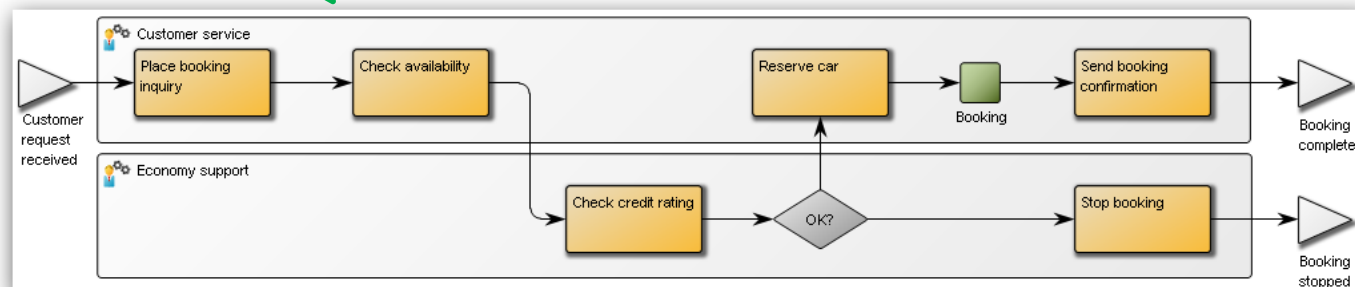 Customer service
Place booking
inquiry
Check availability
Reserve car
Booking
Send booking
confirmation
Customer
request
received
Booking
complete
Economy support
Check credit rating
OK?
Stop booking
Booking
stopped